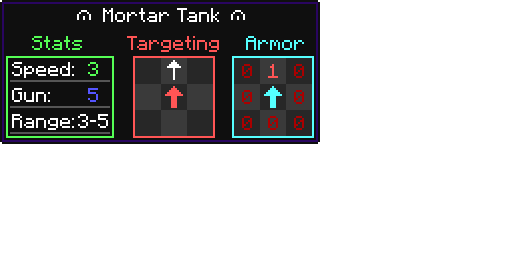 Mortar Tank
Stats Targeting Armor
Speed: 3
Gun: 5
Range:3-5
0 1 0
0 0
0 0 0